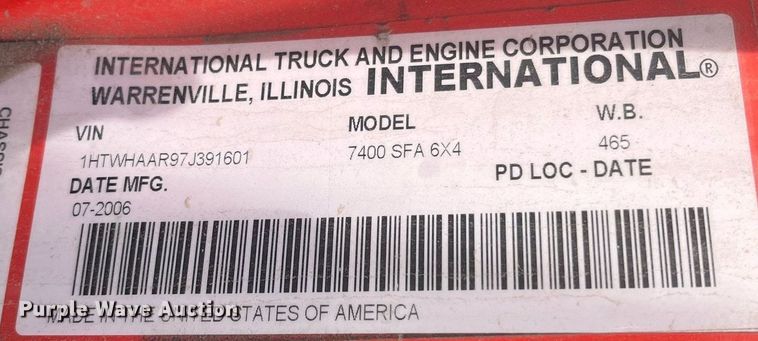 INTERNATIONAL TRUCK AND ENGINE CORPORATION
WARRENVILLE, ILLINOIS INTERNATIONAL®
VIN MODEL W.B.
1HTWHAAR97J391601 7400 SFA 6X4 465
DATE MFG. PD LOC - DATE
07-2006
MADE IN THE UNITED STATES OF AMERICA
Purple Wave Auction
CHASSIS